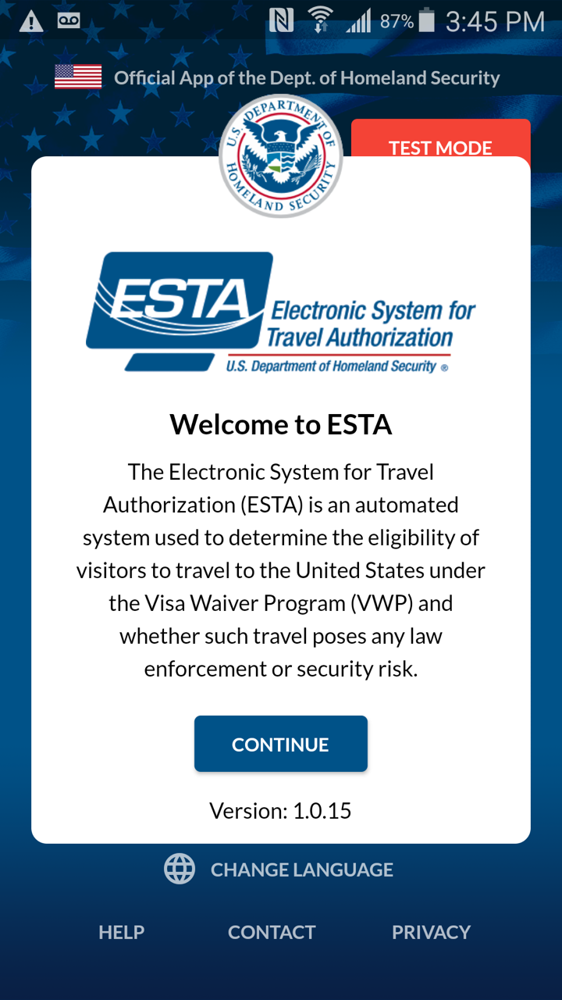 87% 3:45 PM
Official App of the Dept. of Homeland Security
U.S. DEPARTMENT OF HOMELAND SECURITY
TEST MODE
ESTA
Electronic System for
Travel Authorization
U.S. Department of Homeland Security ®
Welcome to ESTA
The Electronic System for Travel
Authorization (ESTA) is an automated
system used to determine the eligibility of
visitors to travel to the United States under
the Visa Waiver Program (VWP) and
whether such travel poses any law
enforcement or security risk.
CONTINUE
Version: 1.0.15
CHANGE LANGUAGE
HELP CONTACT PRIVACY